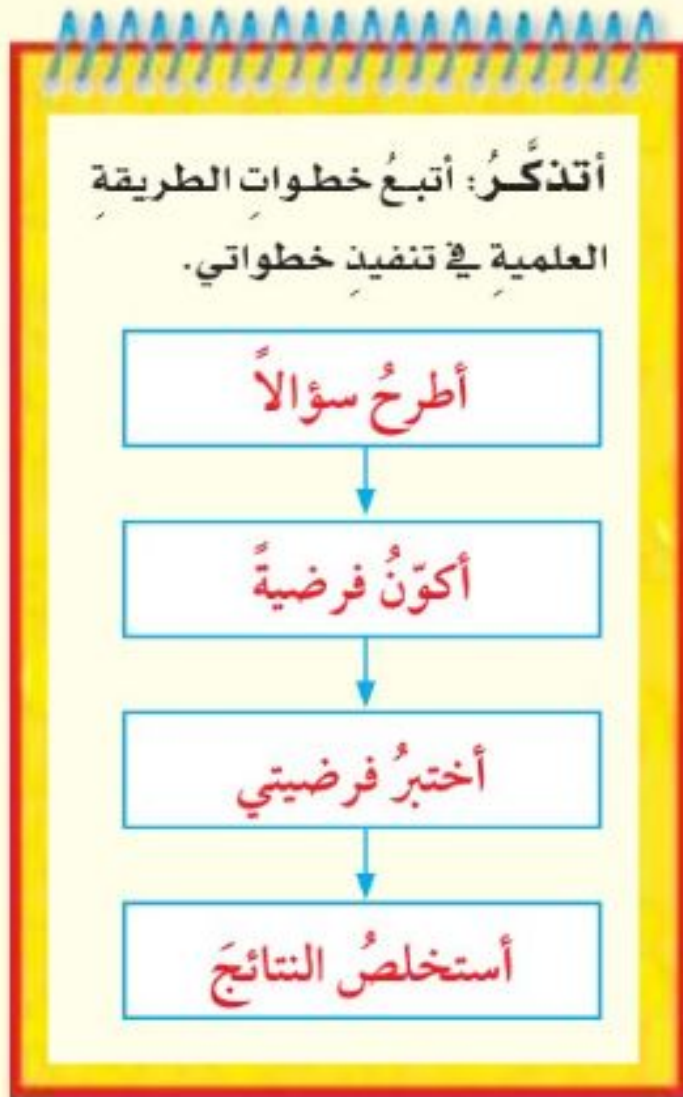 أتذكَّرُ: أتبعُ خطواتِ الطريقةِ
العلميةِ في تنفيذِ خطواتي.
أطرحُ سؤالاً
أكوّنُ فرضيةً
أختبرُ فرضيتي
أستخلصُ النتائجَ